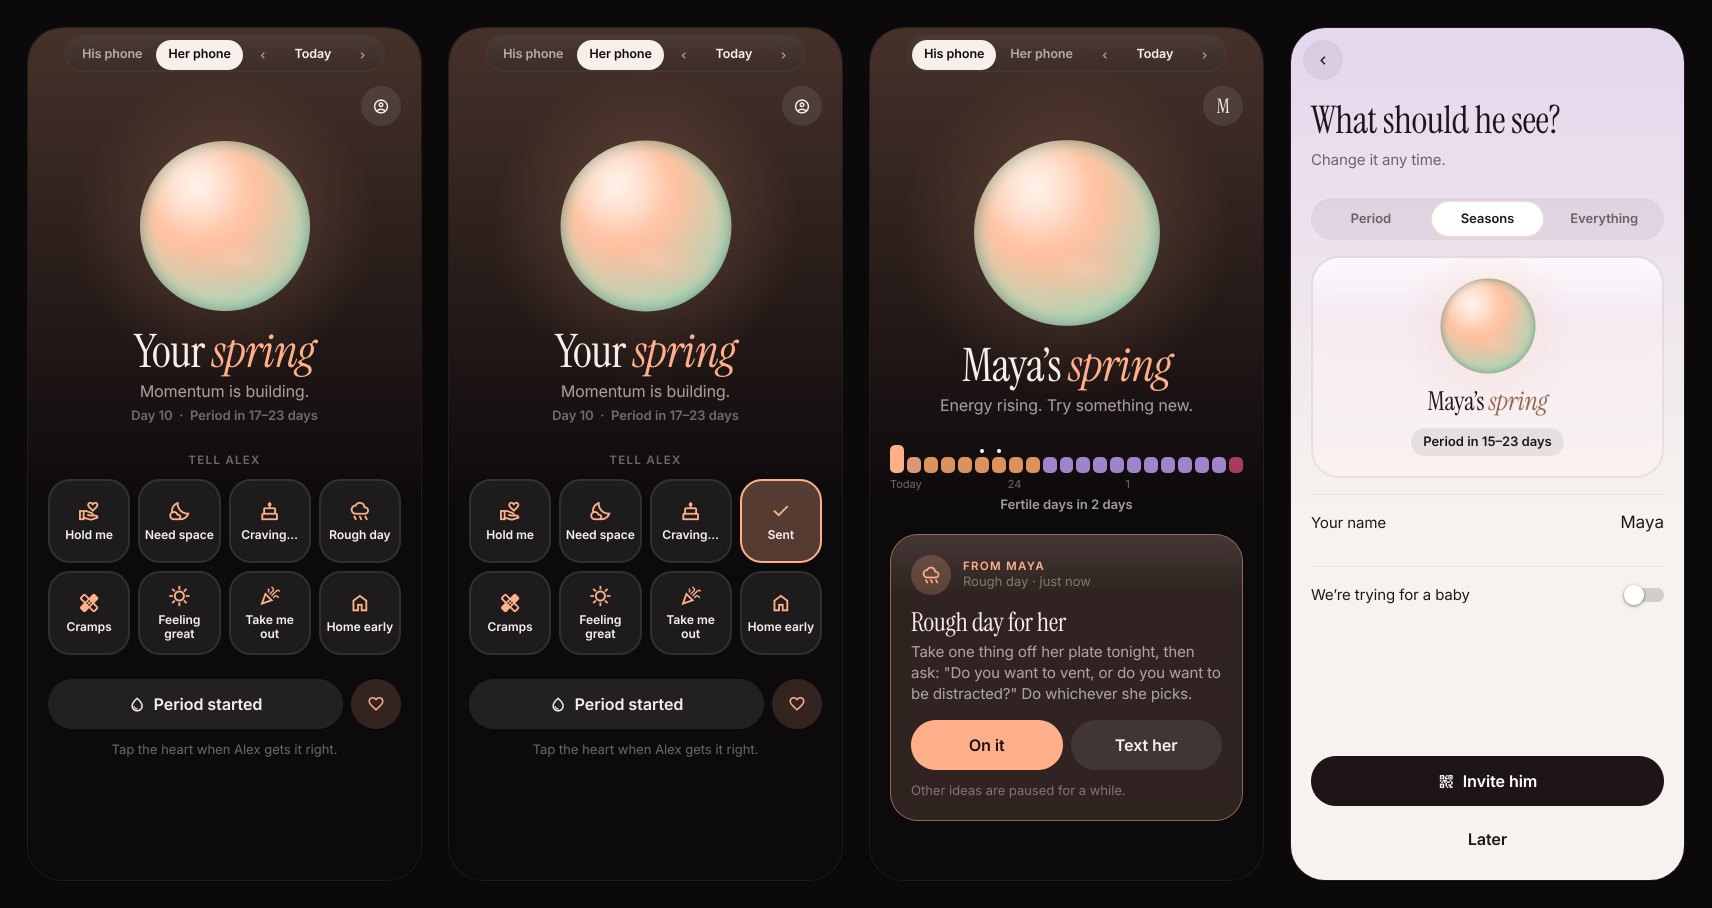 His phone
Her phone
‹
Today
›
Your spring
Momentum is building.
Day 10 · Period in 17–23 days
TELL ALEX
Hold me
Need space
Craving...
Rough day
Cramps
Feeling
great
Take me
out
Home early
Period started
Tap the heart when Alex gets it right.
His phone
Her phone
‹
Today
›
Your spring
Momentum is building.
Day 10 · Period in 17–23 days
TELL ALEX
Hold me
Need space
Craving...
Sent
Cramps
Feeling
great
Take me
out
Home early
Period started
Tap the heart when Alex gets it right.
His phone
Her phone
‹
Today
›
M
Maya’s spring
Energy rising. Try something new.
Today
24
1
Fertile days in 2 days
FROM MAYA
Rough day · just now
Rough day for her
Take one thing off her plate tonight, then
ask: "Do you want to vent, or do you want to
be distracted?" Do whichever she picks.
On it
Text her
Other ideas are paused for a while.
‹
What should he see?
Change it any time.
Period
Seasons
Everything
Maya’s spring
Period in 15–23 days
Your name
Maya
We’re trying for a baby
Invite him
Later